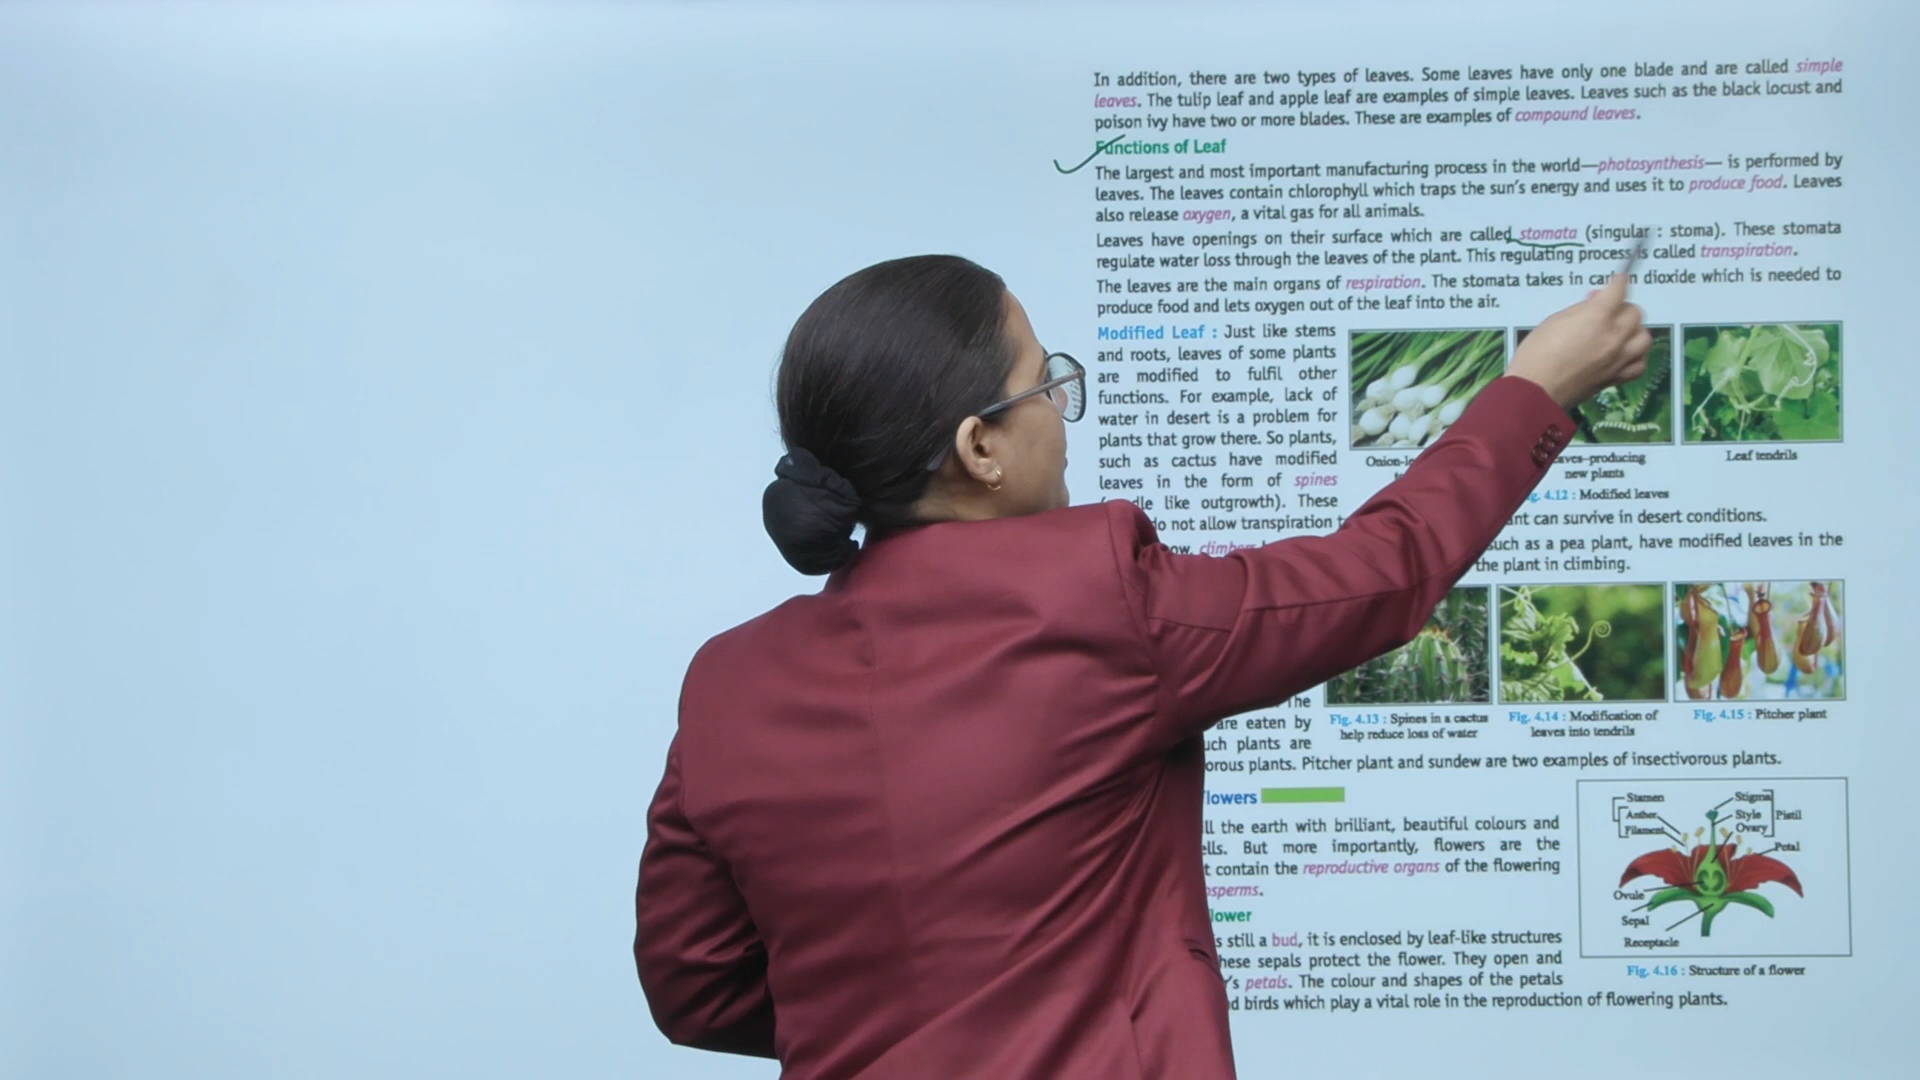 In addition, there are two types of leaves. Some leaves have only one blade and are called simple
leaves. The tulip leaf and apple leaf are examples of simple leaves. Leaves such as the black locust and
poison ivy have two or more blades. These are examples of compound leaves.
Functions of Leaf
The largest and most important manufacturing process in the world—photosynthesis— is performed by
leaves. The leaves contain chlorophyll which traps the sun's energy and uses it to produce food. Leaves
also release oxygen, a vital gas for all animals.
Leaves have openings on their surface which are called stomata (singular : stoma). These stomata
regulate water loss through the leaves of the plant. This regulating process is called transpiration.
The leaves are the main organs of respiration. The stomata takes in carbon dioxide which is needed to
produce food and lets oxygen out of the leaf into the air.
Modified Leaf : Just like stems
and roots, leaves of some plants
are modified to fulfil other
functions. For example, lack of
water in desert is a problem for
plants that grow there. So plants,
such as cactus have modified
leaves in the form of spines
like outgrowth). These
do not allow transpiration
climbers
Leaf tendrils
new plants
4.12 : Modified leaves
can survive in desert conditions.
such as a pea plant, have modified leaves in the
the plant in climbing.
The
are eaten by
plants are
plants. Pitcher plant and sundew are two examples of insectivorous plants.
Fig. 4.13 : Spines in a cactus
help reduce loss of water
Fig. 4.14 : Modification of
leaves into tendrils
Fig. 4.15 : Pitcher plant
the earth with brilliant, beautiful colours and
But more importantly, flowers are the
contain the reproductive organs of the flowering
still a bud, it is enclosed by leaf-like structures
sepals protect the flower. They open and
petals. The colour and shapes of the petals
birds which play a vital role in the reproduction of flowering plants.
Stamen
Anther
Filament
Stigma
Style
Ovary
Pistil
Petal
Ovule
Sepal
Receptacle
Fig. 4.16 : Structure of a flower